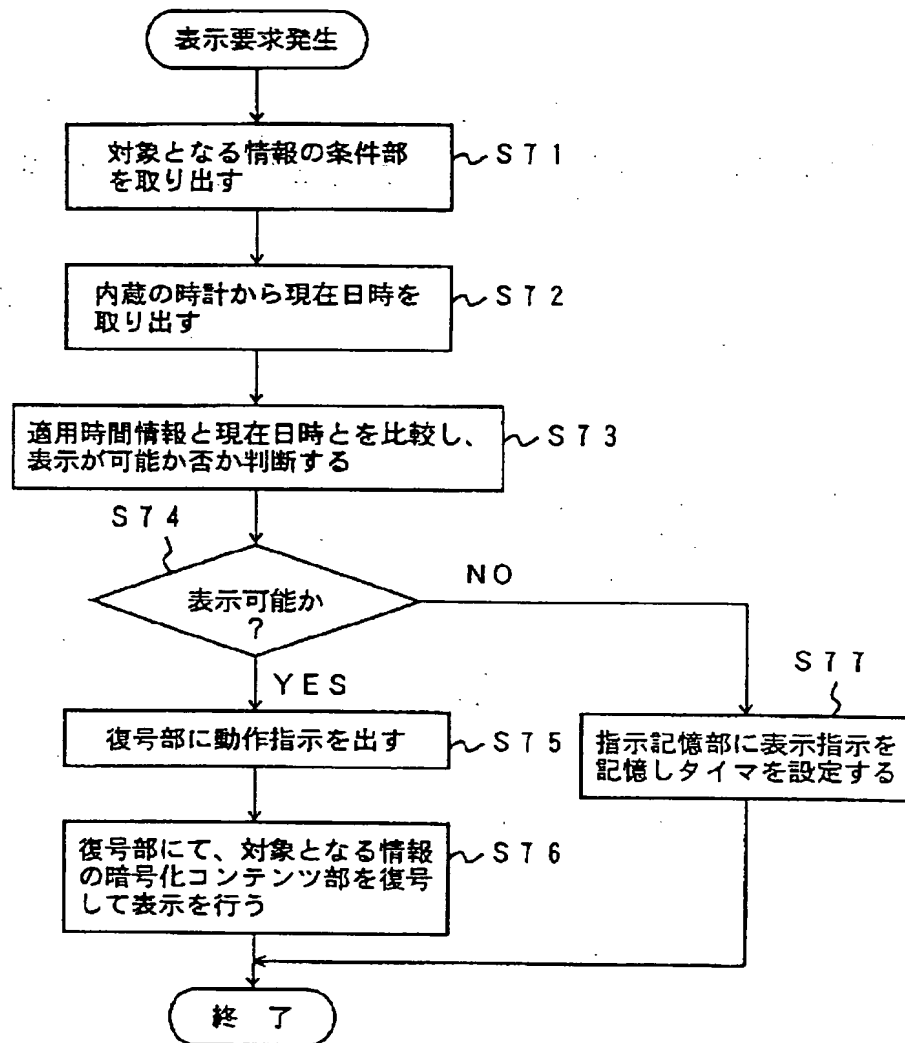 表示要求発生
対象となる情報の条件部
を取り出す
S71
内蔵の時計から現在日時を
取り出す
S72
適用時間情報と現在日時とを比較し、
表示が可能か否か判断する
S73
S74
表示可能か
?
NO
YES
S77
復号部に動作指示を出す
S75
指示記憶部に表示指示を
記憶しタイマを設定する
復号部にて、対象となる情報
の暗号化コンテンツ部を復号
して表示を行う
S76
終 了